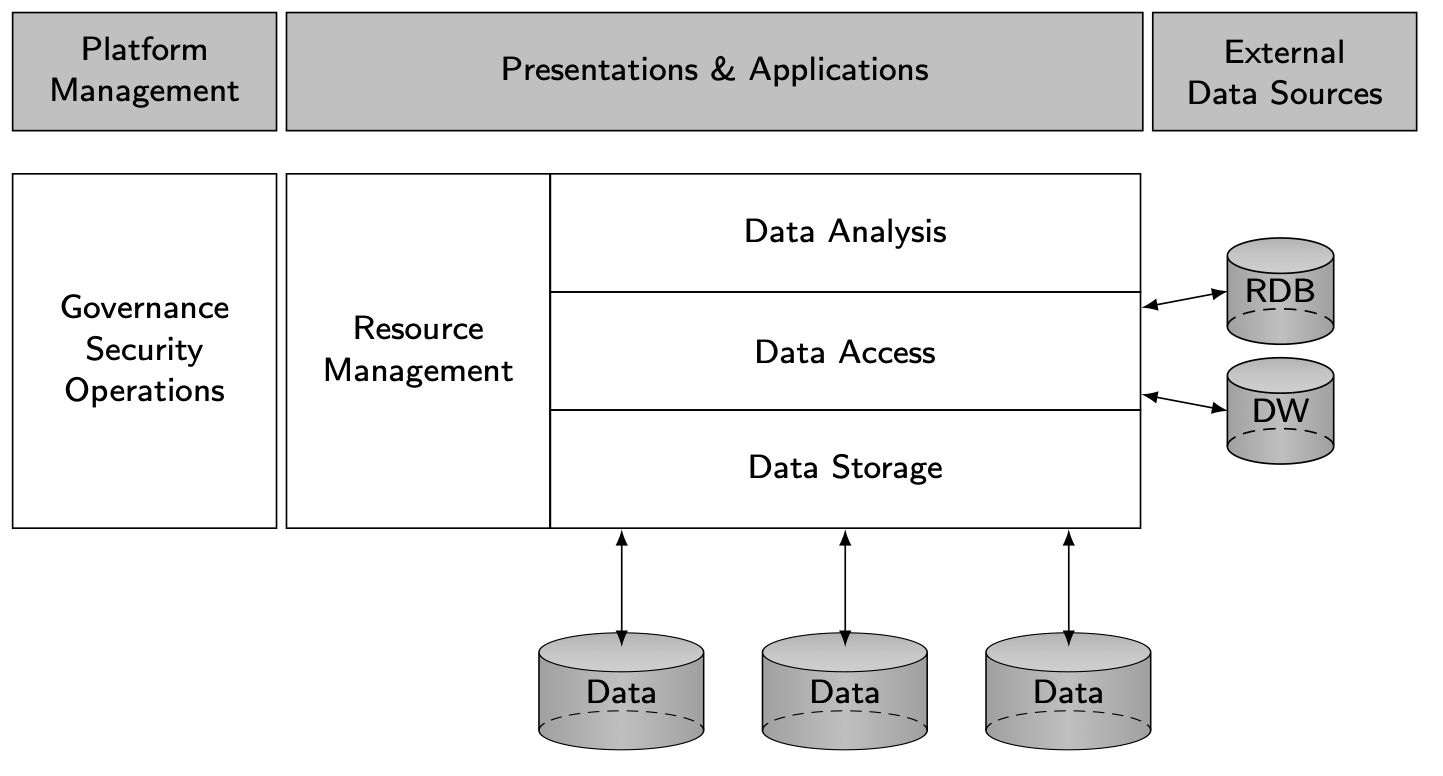 Platform
Management
Presentations & Applications
External
Data Sources
Governance
Security
Operations
Resource
Management
Data Analysis
Data Access
Data Storage
RDB
DW
Data
Data
Data